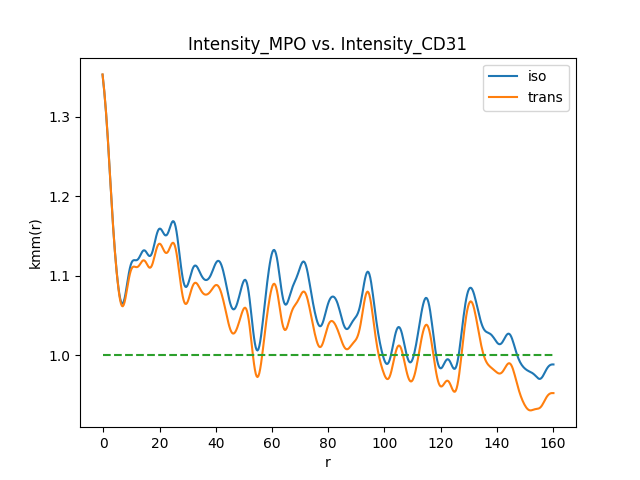 Intensity_MPO vs. Intensity_CD31
iso
trans
1.3
1.2
1.1
1.0
kmm(r)
0 20 40 60 80 100 120 140 160
r